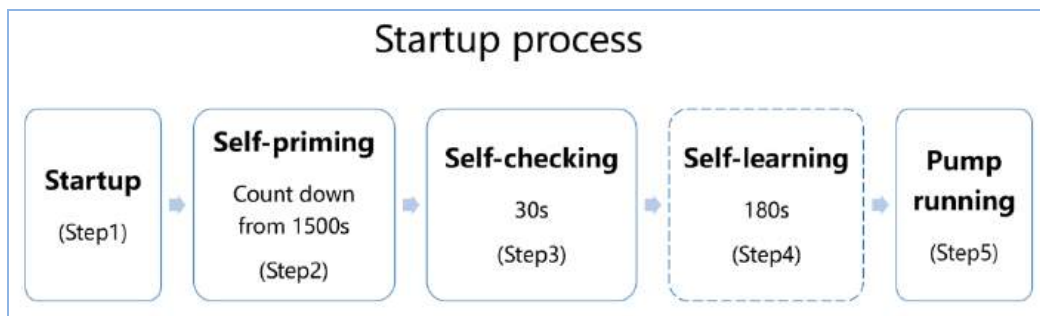 Startup process
Startup
(Step1)
Self-priming
Count down
from 1500s
(Step2)
Self-checking
30s
(Step3)
Self-learning
180s
(Step4)
Pump
running
(Step5)